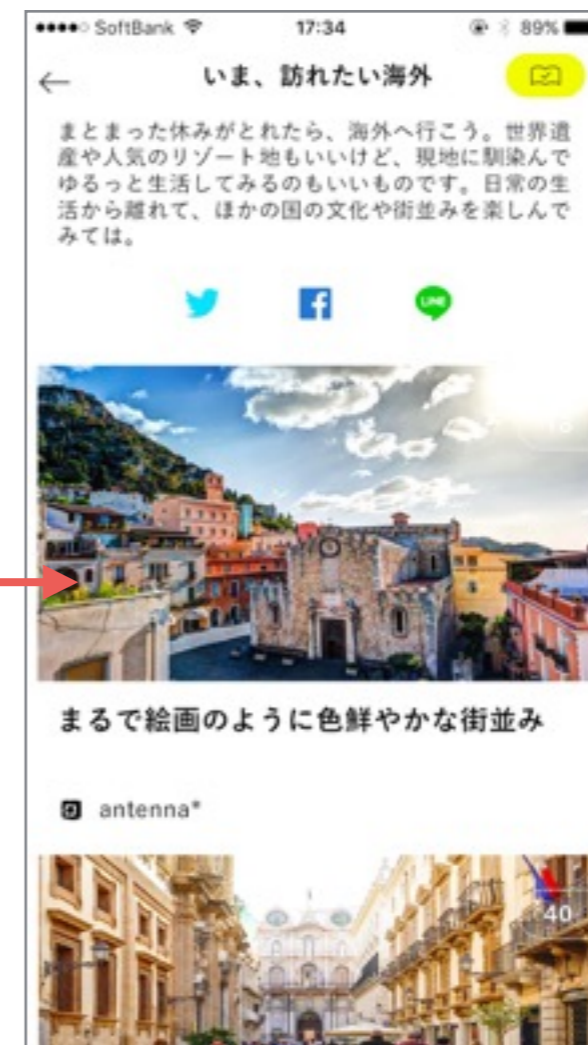 SoftBank 17:34 89%
いま、訪れたい海外
まとまった休みがとれたら、海外へ行こう。世界遺
産や人気のリゾート地もいいけど、現地に馴染んで
ゆるっと生活してみるのもいいものです。日常の生
活から離れて、ほかの国の文化や街並みを楽しんで
みては。
LINE
18
まるで絵画のように色鮮やかな街並み
antenna*
40